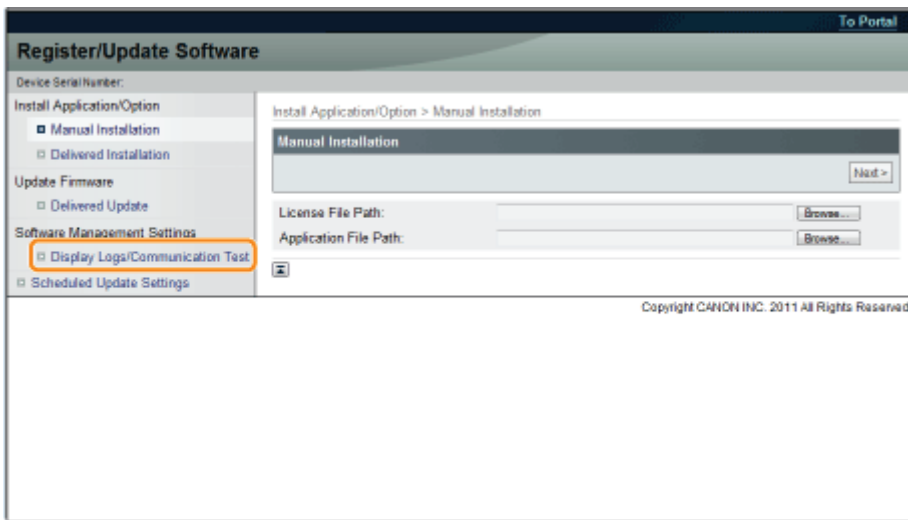 To Portal
Register/Update Software
Device Serial Number:
Install Application/Option
Manual Installation
Delivered Installation
Update Firmware
Delivered Update
Software Management Settings
Display Logs/Communication Test
Scheduled Update Settings
Install Application/Option > Manual Installation
Manual Installation
Next >
License File Path:
Browse...
Application File Path:
Browse...
Copyright CANON INC. 2011 All Rights Reserved